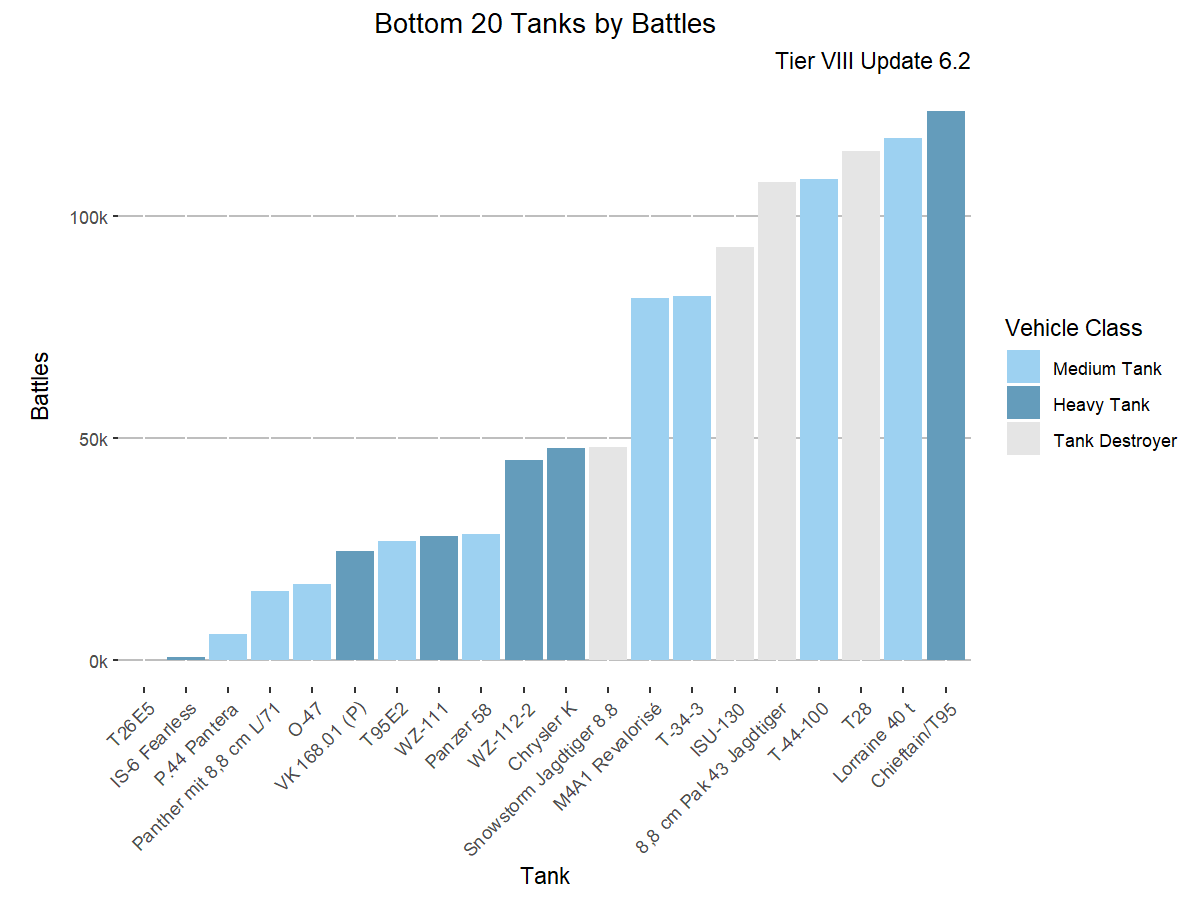 Bottom 20 Tanks by Battles
Tier VIII Update 6.2
Battles
100k
50k
0k
T26E5
IS-6 Fearless
P.44 Pantera
Panther mit 8,8 cm L/71
O-47
VK 168.01 (P)
T95E2
WZ-111
Panzer 58
WZ-112-2
Chrysler K
Snowstorm Jagdtiger 8.8
M4A1 Revalorisé
T-34-3
ISU-130
8,8 cm Pak 43 Jagdtiger
T-44-100
T28
Lorraine 40 t
Chieftain/T95
Tank
Vehicle Class
Medium Tank
Heavy Tank
Tank Destroyer